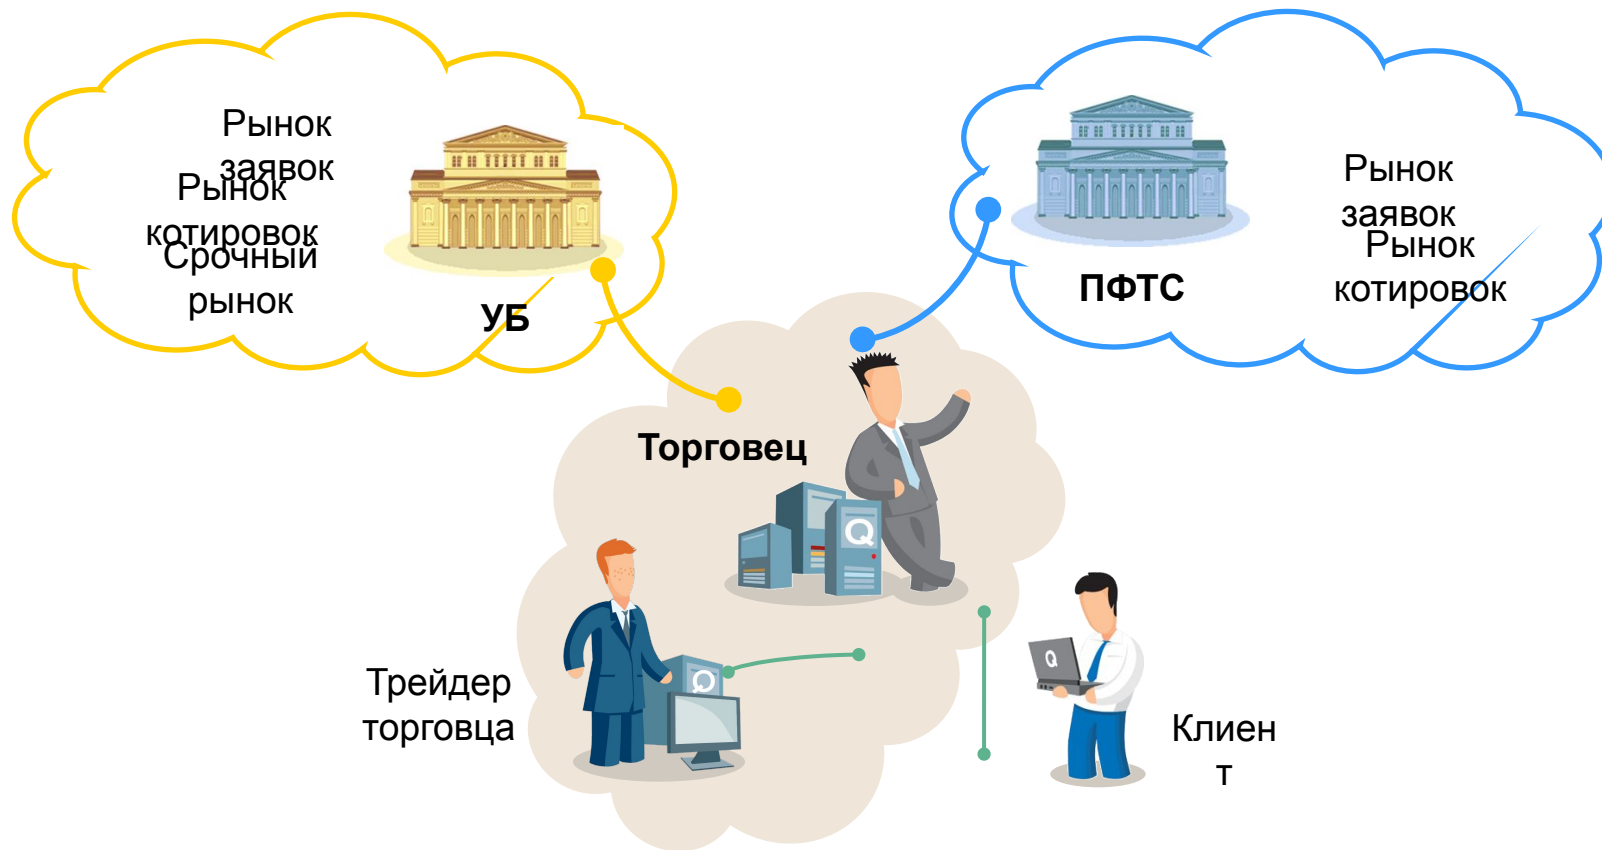 Рынок
заявок
Рынок
котировок
Срочный
рынок
УБ
ПФТС
Рынок
заявок
Рынок
котировок
Торговец
Q
Трейдер
торговца
Q
Q
Клиен
т